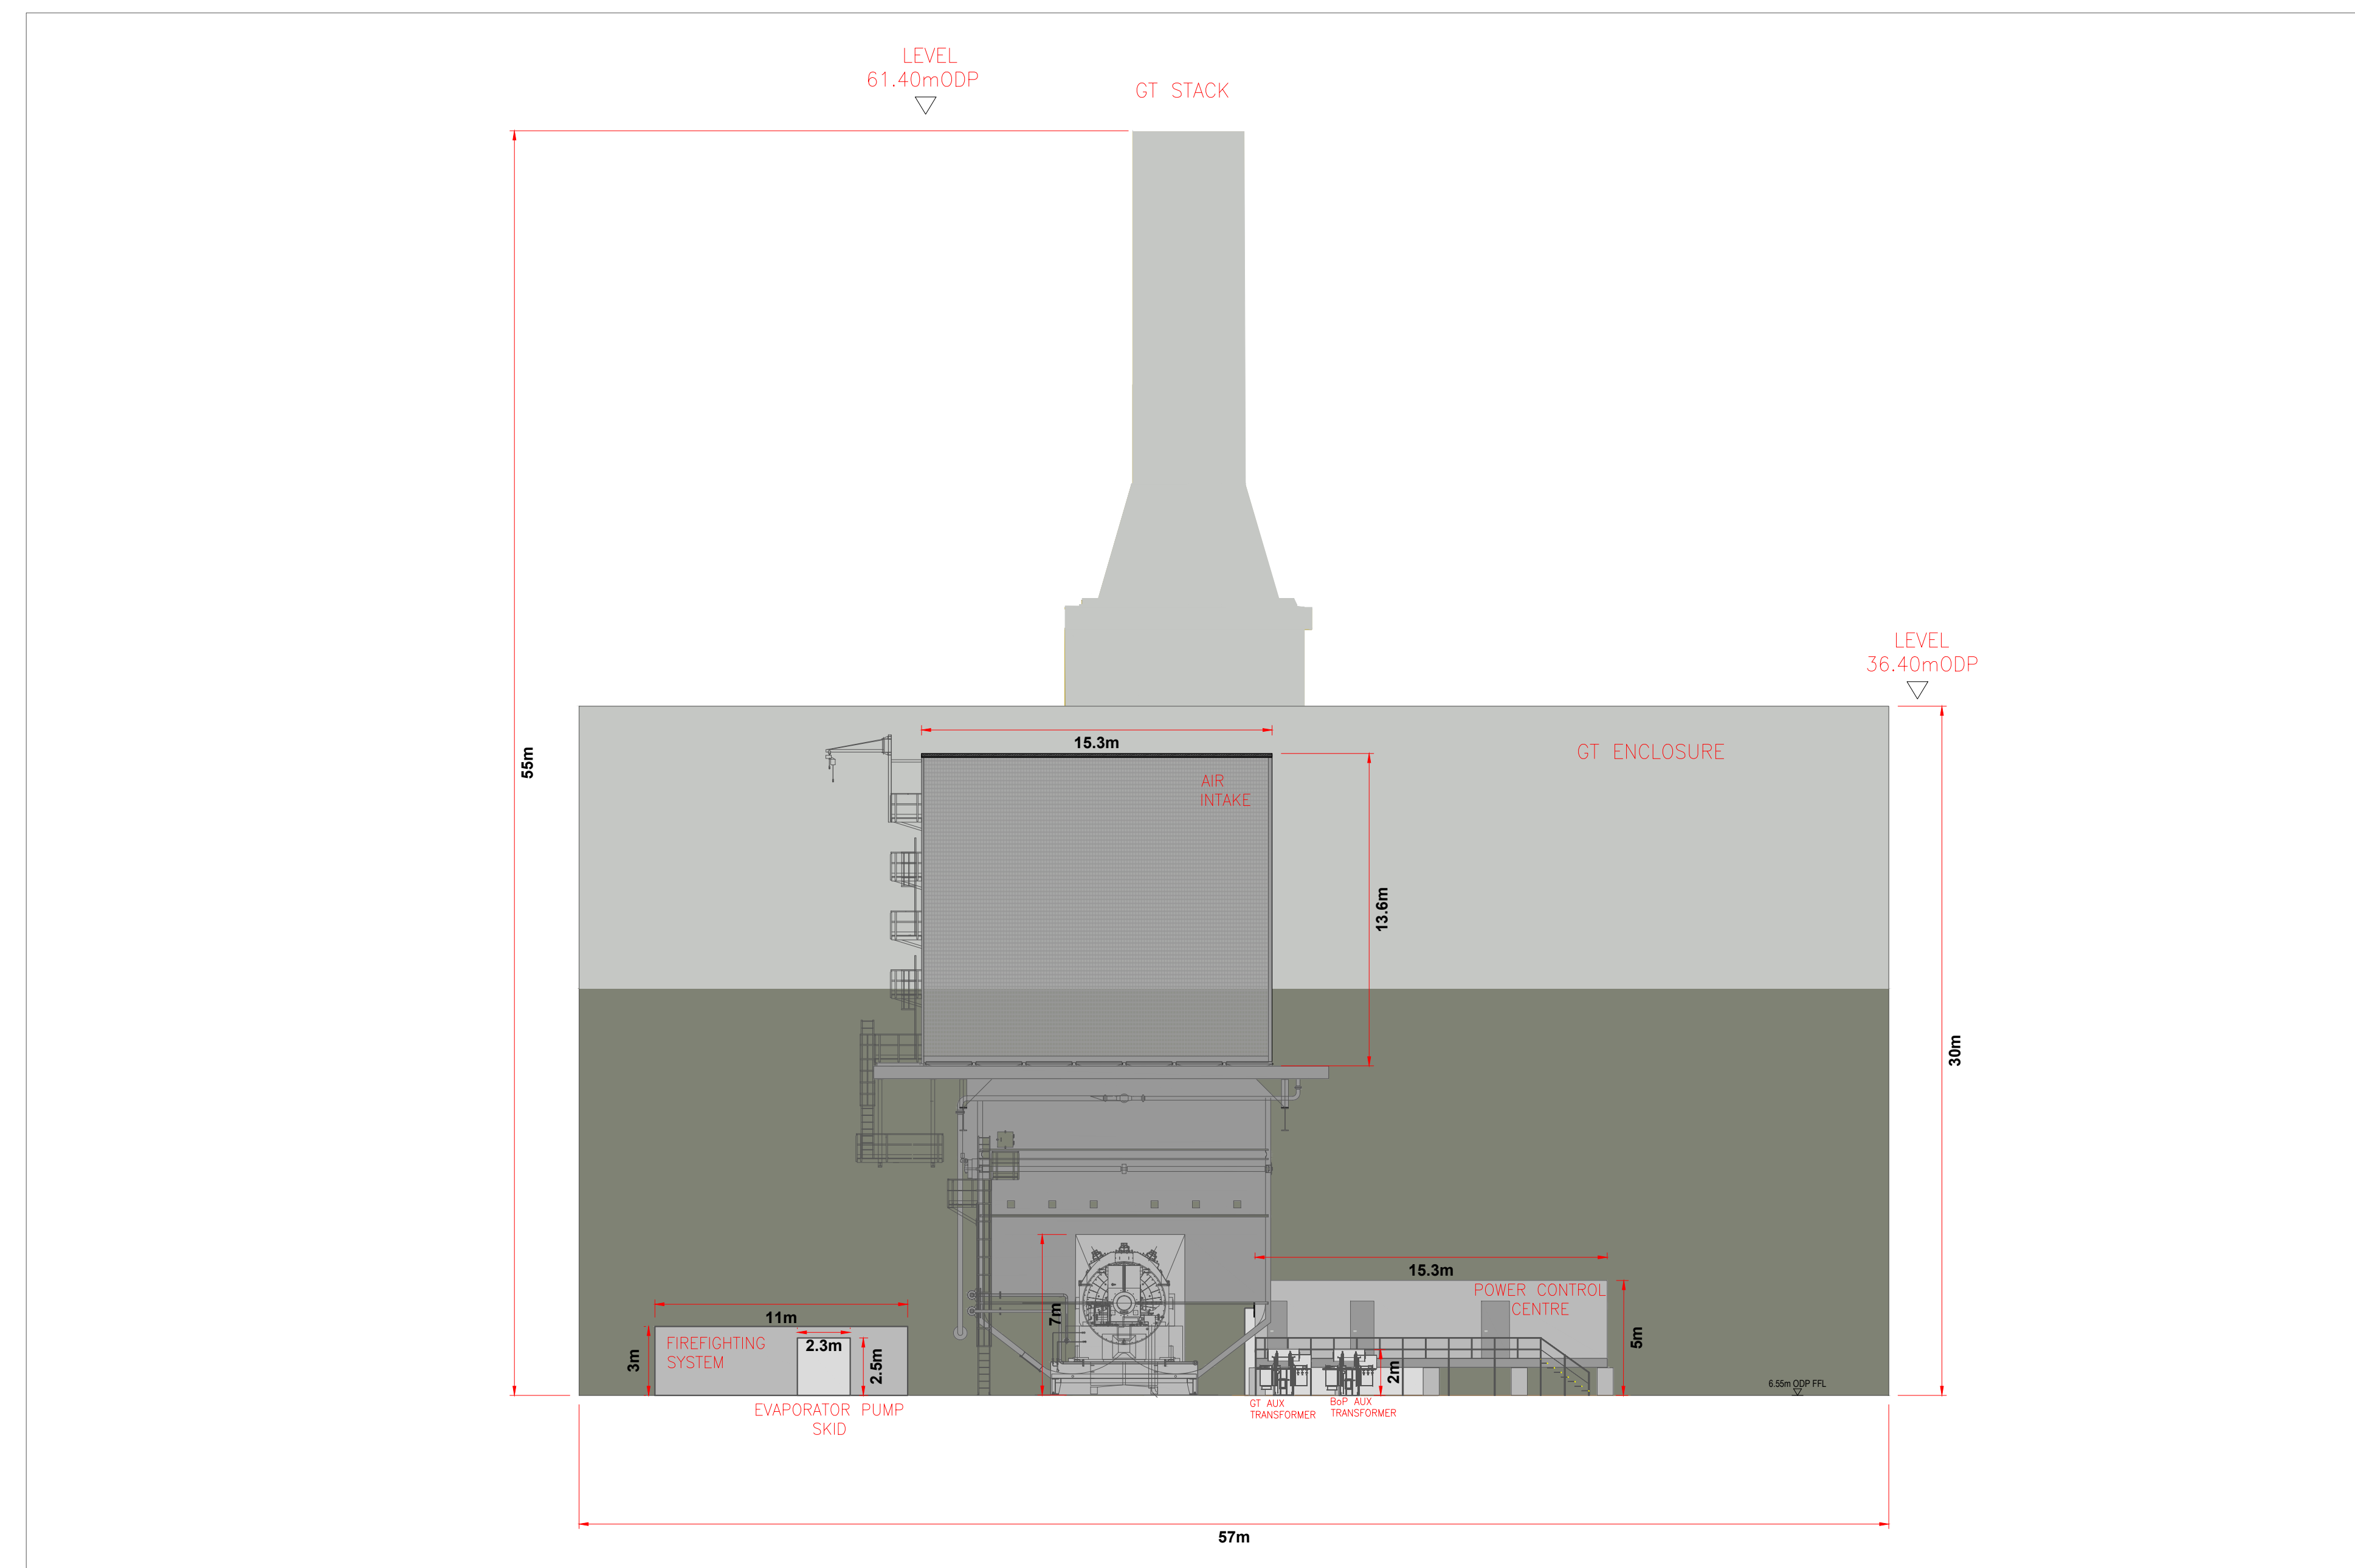 LEVEL
61.40mODP
GT STACK
LEVEL
36.40mODP
55m
15.3m
GT ENCLOSURE
AIR
INTAKE
13.6m
30m
15.3m
POWER CONTROL
CENTRE
7m
11m
FIREFIGHTING
SYSTEM
2.3m
3m
2.5m
2m
5m
6.55m ODP FFL
EVAPORATOR PUMP
SKID
GT AUX
TRANSFORMER
BoP AUX
TRANSFORMER
57m